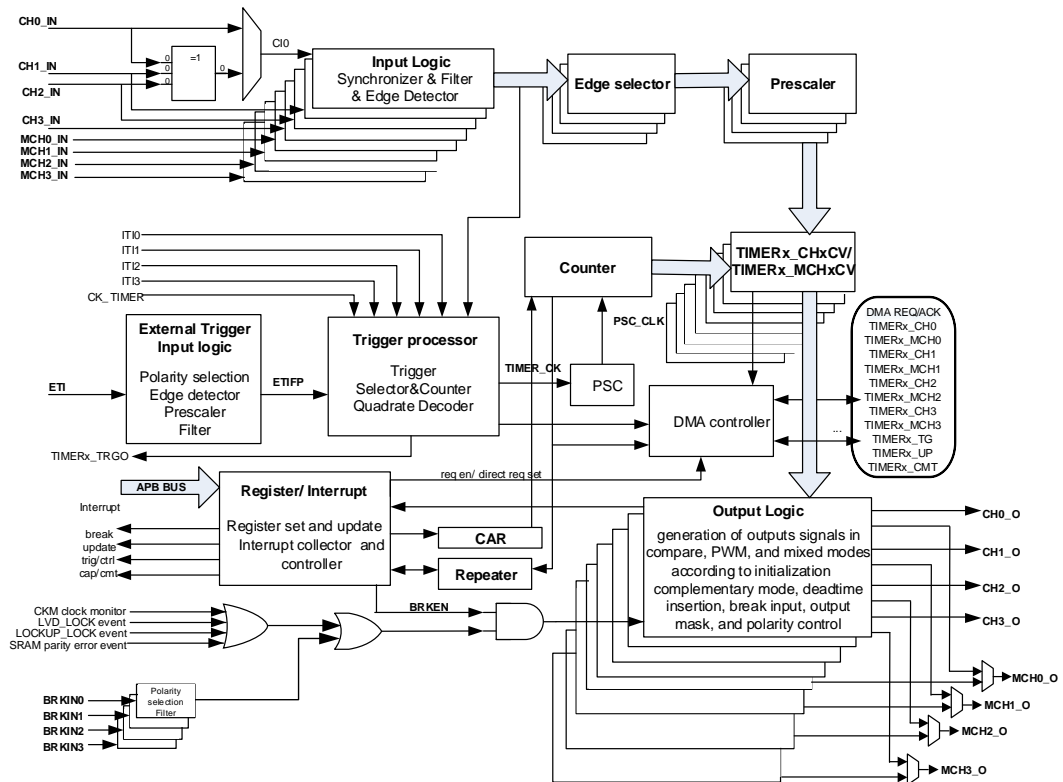 CH0_IN
CH1_IN
CH2_IN
CH3_IN
MCH0_IN
MCH1_IN
MCH2_IN
MCH3_IN
0
0
0
=1
0
CI0
Input Logic
Synchronizer & Filter
& Edge Detector
Edge selector
Prescaler
ITI0
ITI1
ITI2
ITI3
CK_TIMER
External Trigger
Input logic
Polarity selection
Edge detector
Prescaler
Filter
ETI
ETIFP
Trigger processor
Trigger
Selector&Counter
Quadrate Decoder
TIMERx_TRGO
TIMER_CK
PSC
PSC_CLK
Counter
TIMERx_CHxCV/
TIMERx_MCHxCV
DMA controller
DMA REQ/ACK
TIMERx_CH0
TIMERx_MCH0
TIMERx_CH1
TIMERx_MCH1
TIMERx_CH2
TIMERx_MCH2
TIMERx_CH3
TIMERx_MCH3
TIMERx_TG
TIMERx_UP
TIMERx_CMT
...
req en/ direct req set
APB BUS
Interrupt
break
update
trig/ctrl
cap/cmt
Register/ Interrupt
Register set and update
Interrupt collector and
controller
CAR
Repeater
BRKEN
CKM clock monitor
LVD_LOCK event
LOCKUP_LOCK event
SRAM parity error event
BRKIN0
BRKIN1
BRKIN2
BRKIN3
Polarity
selection
Filter
Output Logic
generation of outputs signals in
compare, PWM, and mixed modes
according to initialization
complementary mode, deadtime
insertion, break input, output
mask, and polarity control
CH0_O
CH1_O
CH2_O
CH3_O
MCH0_O
MCH1_O
MCH2_O
MCH3_O